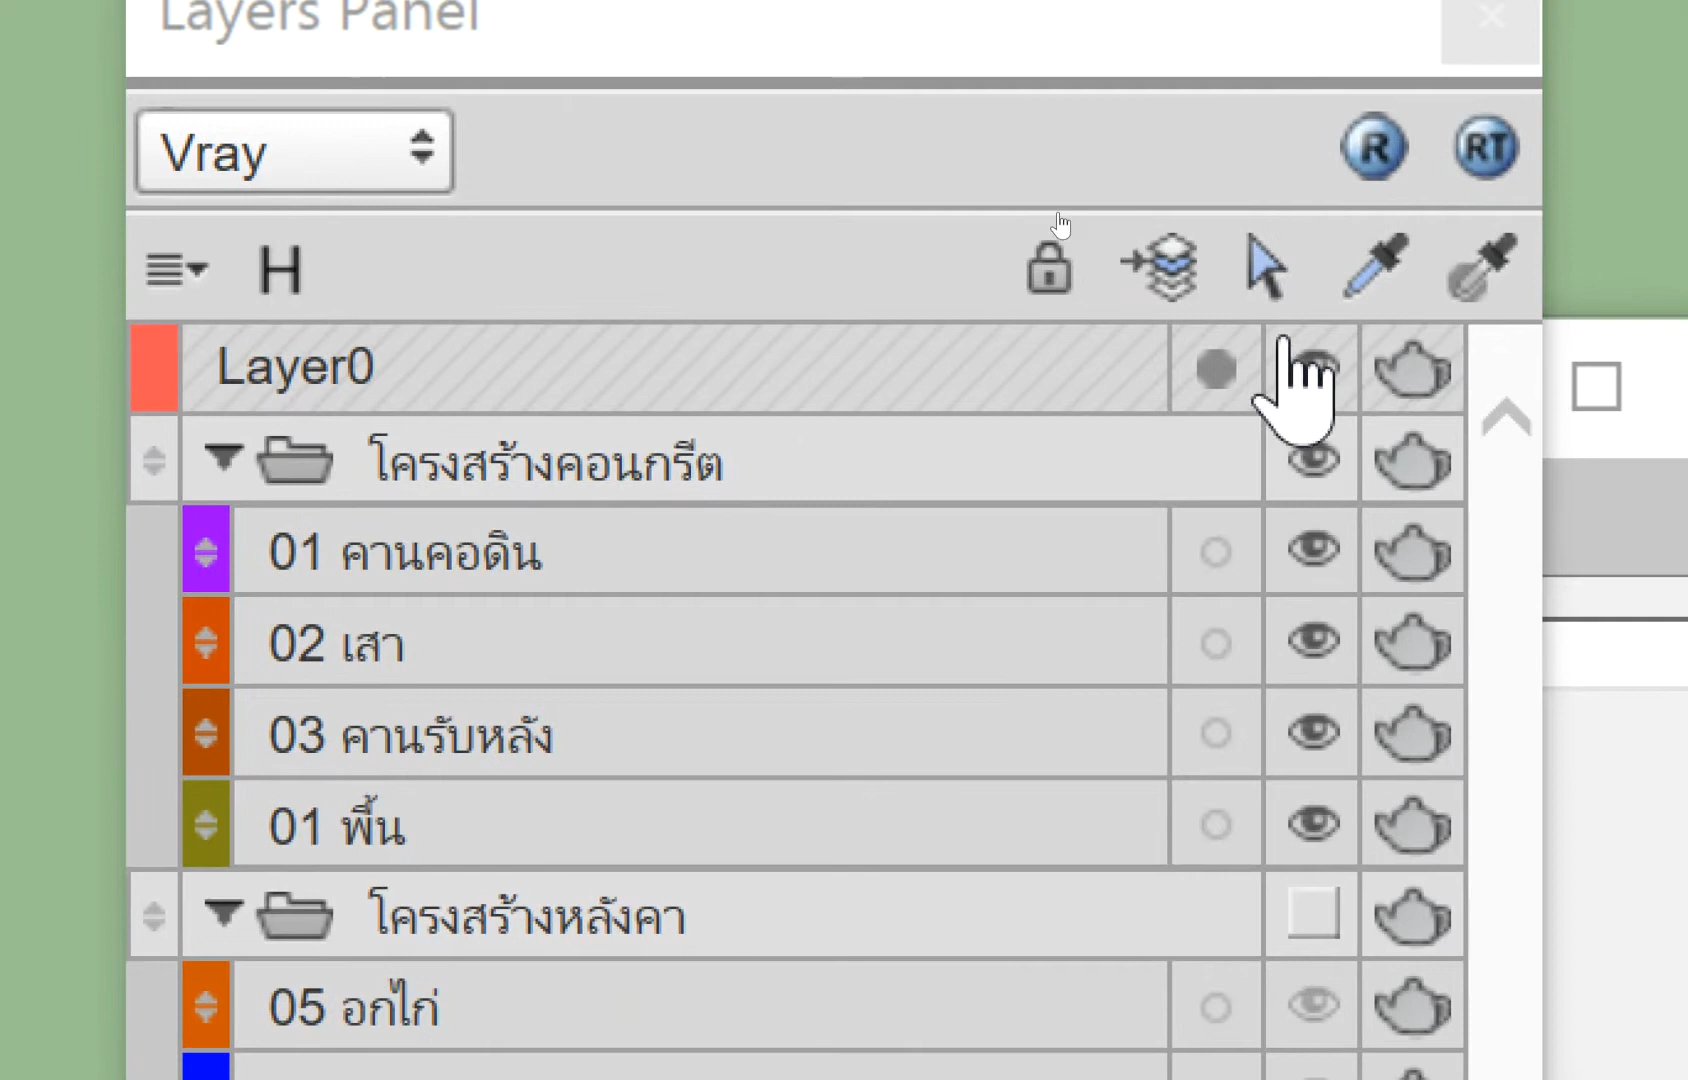 Layers Panel
Vray
R
RT
H
Layer0
โครงสร้างคอนกรีต
01 คานคอดิน
02 เสา
03 คานรับหลัง
01 พื้น
โครงสร้างหลังคา
05 อกไก่